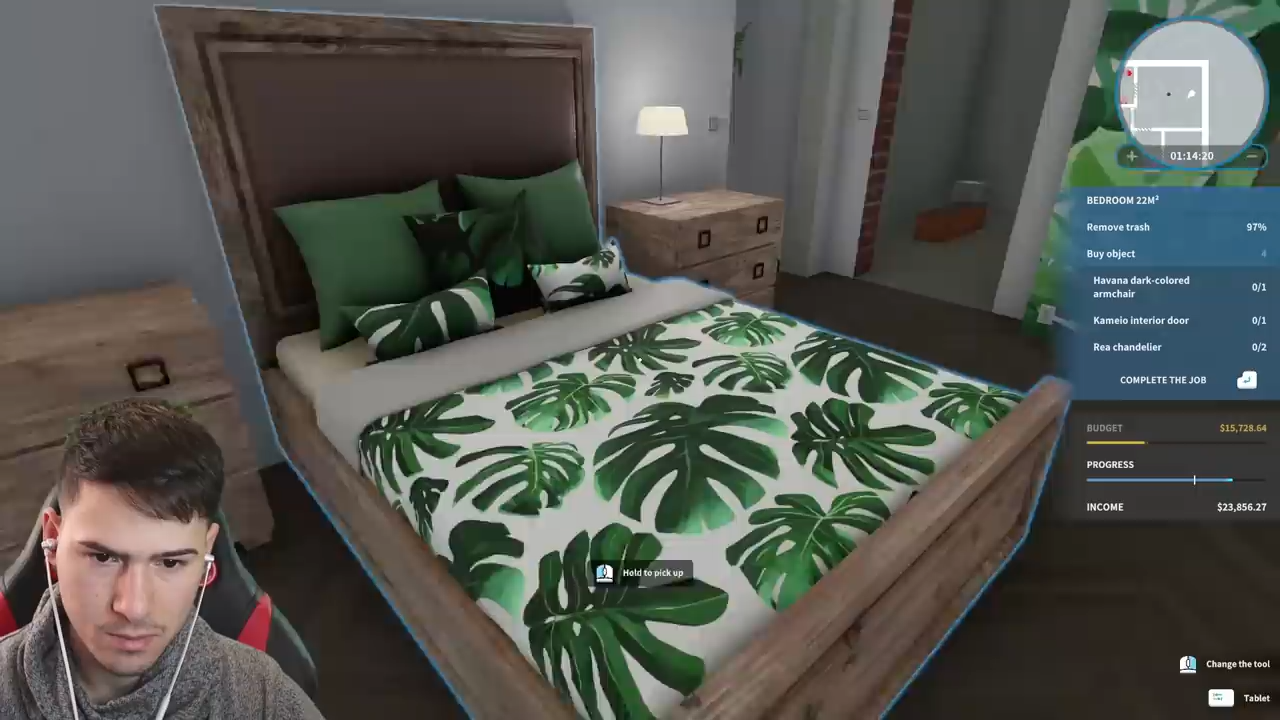 01:14:20
BEDROOM 22M²
Remove trash 97%
Buy object 4
Havana dark-colored
armchair 0/1
Kameio interior door 0/1
Rea chandelier 0/2
COMPLETE THE JOB
BUDGET $15,728.64
PROGRESS
INCOME $23,856.27
Hold to pick up
Change the tool
Tablet